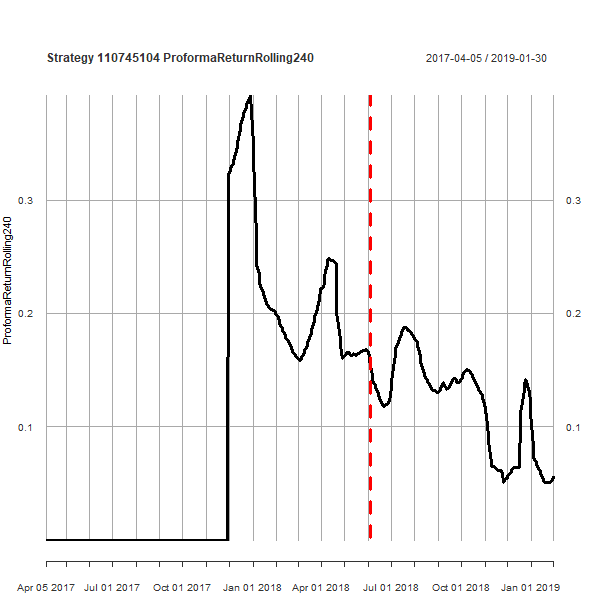 Strategy 110745104 ProformaReturnRolling240 2017-04-05 / 2019-01-30
ProformaReturnRolling240
0.3 0.3
0.2 0.2
0.1 0.1
Apr 05 2017 Jul 01 2017 Oct 01 2017 Jan 01 2018 Apr 01 2018 Jul 01 2018 Oct 01 2018 Jan 01 2019